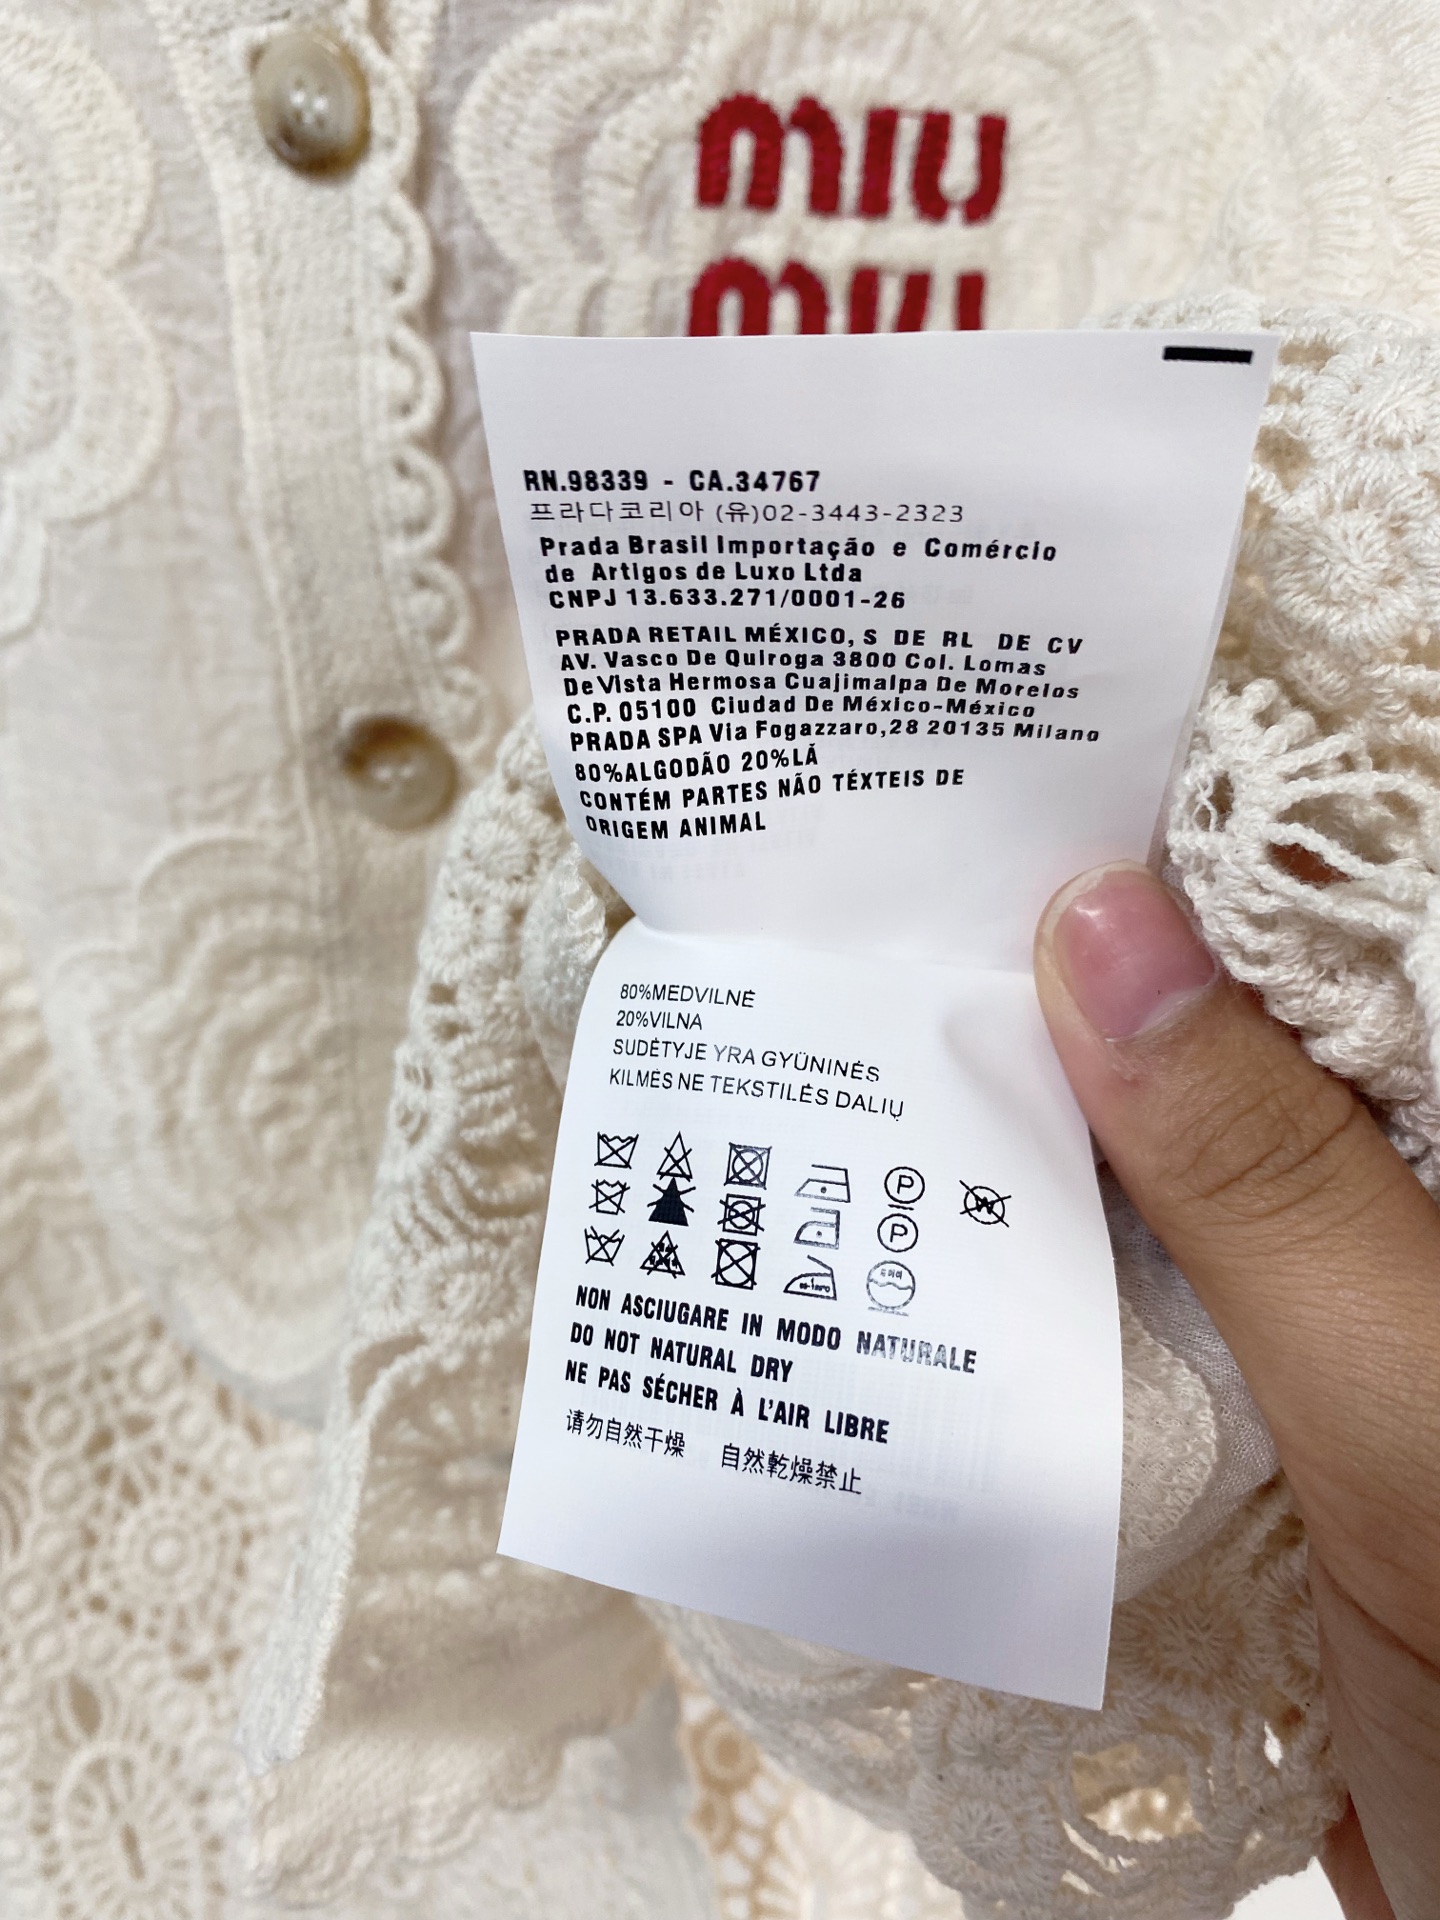 MIU
MIU
RN.98339 - CA.34767
프라다코리아 (유)02-3443-2323
Prada Brasil Importação e Comércio
de Artigos de Luxo Ltda
CNPJ 13.633.271/0001-26
PRADA RETAIL MÉXICO, S DE RL DE CV
AV. Vasco De Quiroga 3800 Col. Lomas
De Vista Hermosa Cuajimalpa De Morelos
C.P. 05100 Ciudad De México-México
PRADA SPA Via Fogazzaro,28 20135 Milano
80%ALGODÃO 20%LÃ
CONTÉM PARTES NÃO TÉXTEIS DE
ORIGEM ANIMAL
80%MEDVILNĖ
20%VILNA
SUDĖTYJE YRA GYŪNINĖS
KILMĖS NE TEKSTILĖS DALIŲ
P W
P
NON ASCIUGARE IN MODO NATURALE
DO NOT NATURAL DRY
NE PAS SÉCHER À L'AIR LIBRE
请勿自然干燥 自然乾燥禁止